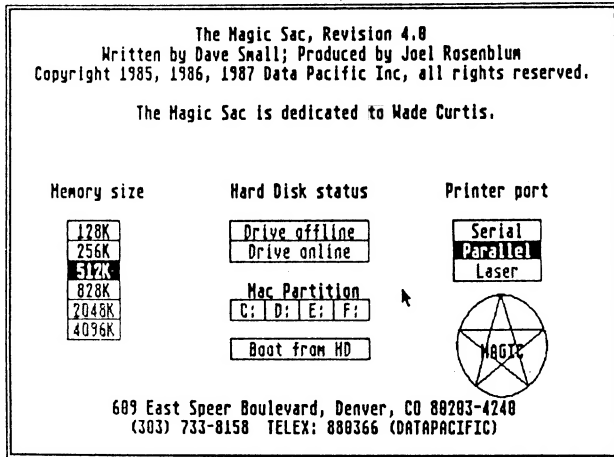 The Magic Sac, Revision 4.0
Written by Dave Small; Produced by Joel Rosenblum
Copyright 1985, 1986, 1987 Data Pacific Inc, all rights reserved.
The Magic Sac is dedicated to Wade Curtis.
Memory size
128K
256K
512K
828K
2048K
4096K
Hard Disk status
Drive offline
Drive online
Mac Partition
C: D: E: F:
Boot from HD
Printer port
Serial
Parallel
Laser
MAGIC
609 East Speer Boulevard, Denver, CO 80203-4240
(303) 733-8158 TELEX: 880366 (DATAPACIFIC)